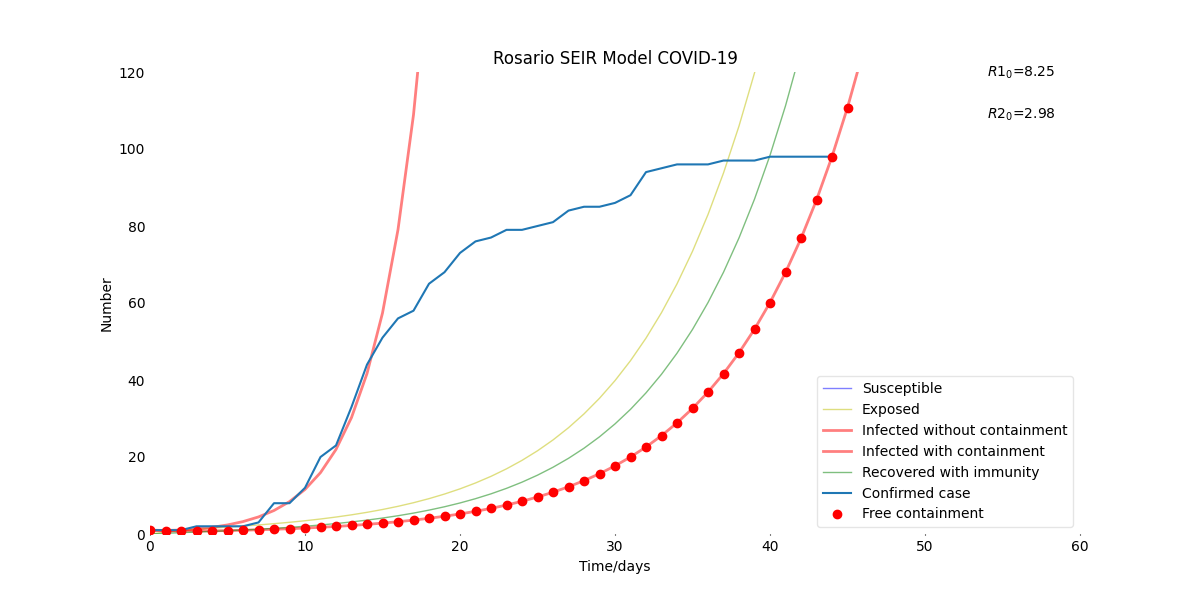 Rosario SEIR Model COVID-19
R1₀=8.25
R2₀=2.98
120
100
80
60
40
20
0
Number
0 10 20 30 40 50 60
Time/days
Susceptible
Exposed
Infected without containment
Infected with containment
Recovered with immunity
Confirmed case
Free containment